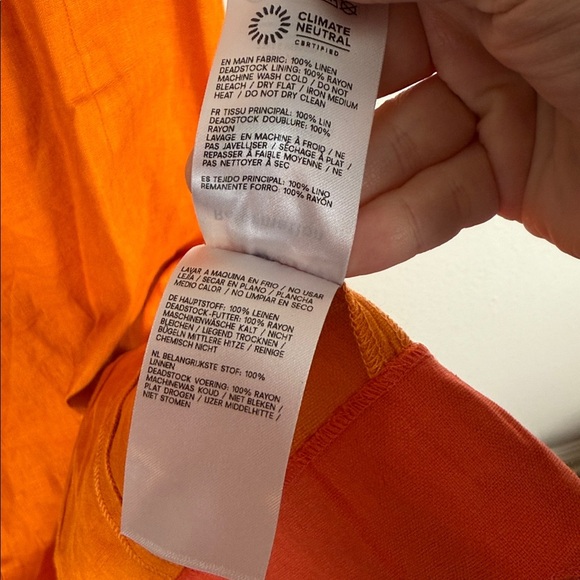 CLIMATE
NEUTRAL
CERTIFIED
EN MAIN FABRIC: 100% LINEN
DEADSTOCK LINING: 100% RAYON
MACHINE WASH COLD / DO NOT
BLEACH / DRY FLAT / IRON MEDIUM
HEAT / DO NOT DRY CLEAN
FR TISSU PRINCIPAL: 100% LIN
DEADSTOCK DOUBLURE: 100%
RAYON
LAVAGE EN MACHINE À FROID / NE
PAS JAVELLISER / SÉCHAGE À PLAT /
REPASSER À FAIBLE MOYENNE / NE
PAS NETTOYER À SEC
ES TEJIDO PRINCIPAL: 100% LINO
REMANENTE FORRO: 100% RAYÓN
Reformation
LAVAR A MAQUINA EN FRIO / NO USAR
LEJIA / SECAR EN PLANO / PLANCHA
MEDIO CALOR / NO LIMPIAR EN SECO
DE HAUPTSTOFF: 100% LEINEN
DEADSTOCK-FUTTER: 100% RAYON
MASCHINENWÄSCHE KALT / NICHT
BLEICHEN / LIEGEND TROCKNEN /
BÜGELN MITTLERE HITZE / REINIGE
CHEMISCH NICHT
NL BELANGRIJKSTE STOF: 100%
LINNEN
DEADSTOCK VOERING: 100% RAYON
MACHINEWAS KOUD / NIET BLEKEN /
PLAT DROGEN / IJZER MIDDELHITTE /
NIET STOMEN